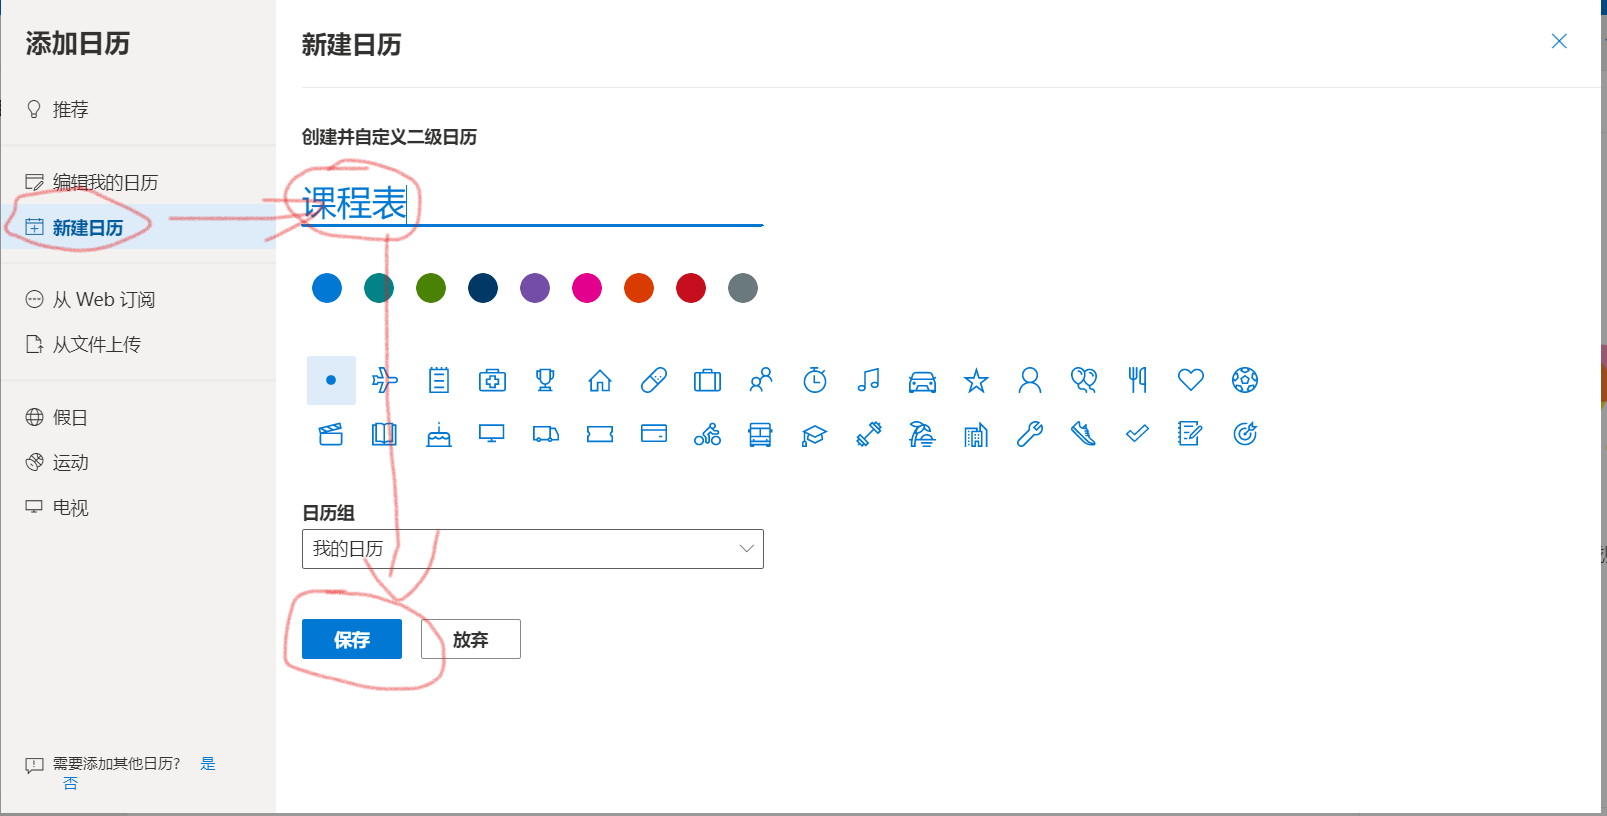 添加日历
推荐
编辑我的日历
新建日历
从 Web 订阅
从文件上传
假日
运动
电视
需要添加其他日历? 是
否
新建日历
创建并自定义二级日历
课程表
日历组
我的日历
保存 放弃